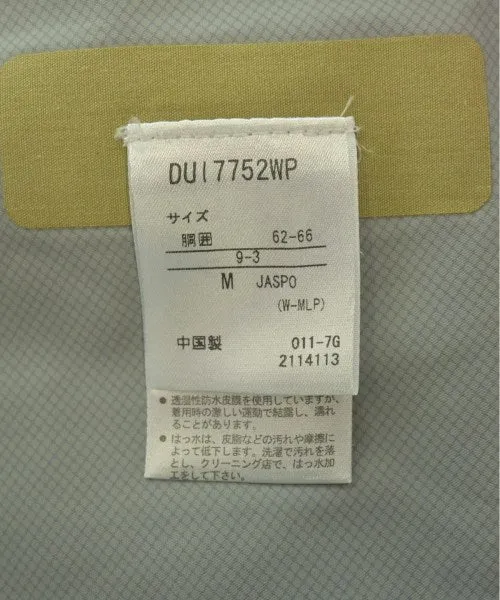 DUI7752WP
サイズ
胴囲 62-66
9-3
M JASPO
(W-MLP)
中国製 011-7G
2114113
● 透湿性防水皮膜を使用していますが、
着用時の激しい運動で結露し、濡れ
ることがあります。
● はっ水は、皮脂などの汚れや摩擦に
よって低下します。洗濯で汚れを落
とし、クリーニング店で、はっ水加
工をして下さい。